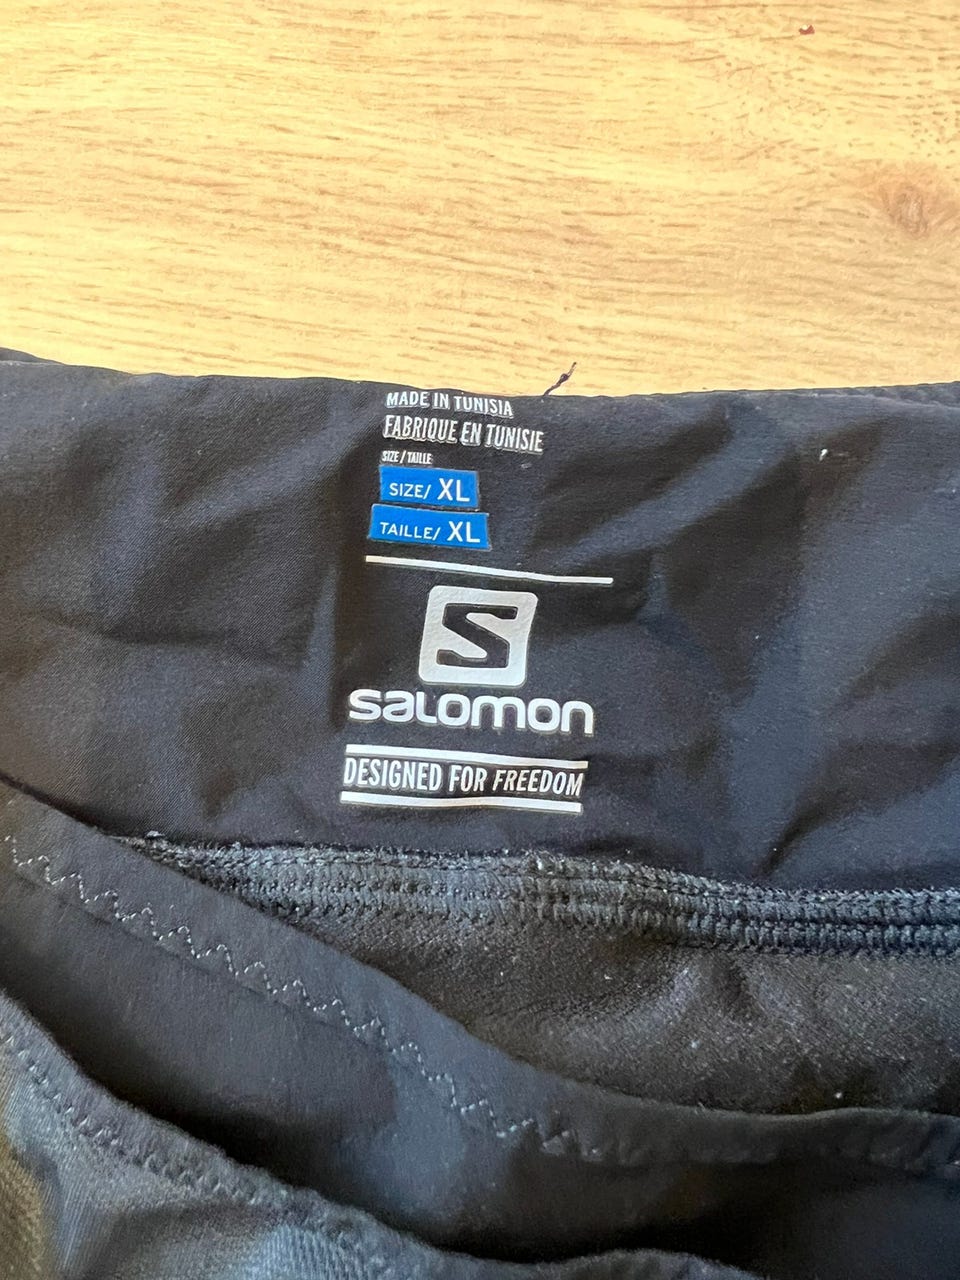 MADE IN TUNISIA
FABRIQUE EN TUNISIE
SIZE / TAILLE
SIZE/ XL
TAILLE/ XL
S
SALOMON
DESIGNED FOR FREEDOM